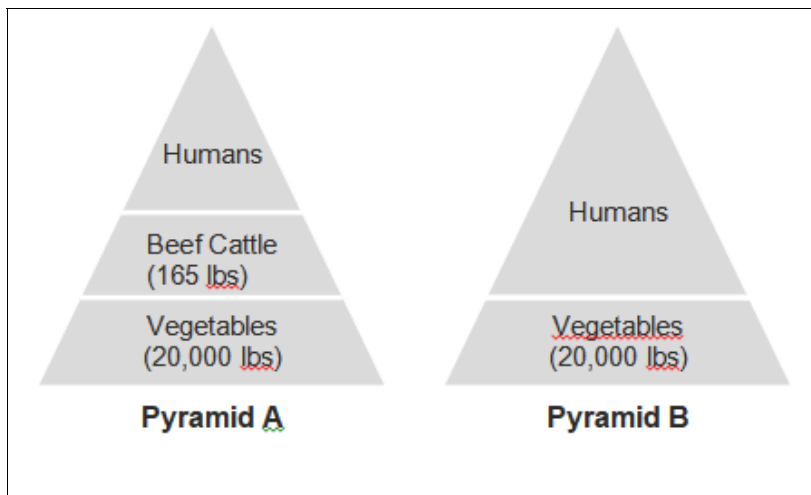 Humans
Beef Cattle
(165 lbs)
Vegetables
(20,000 lbs)
Pyramid A
Humans
Vegetables
(20,000 lbs)
Pyramid B